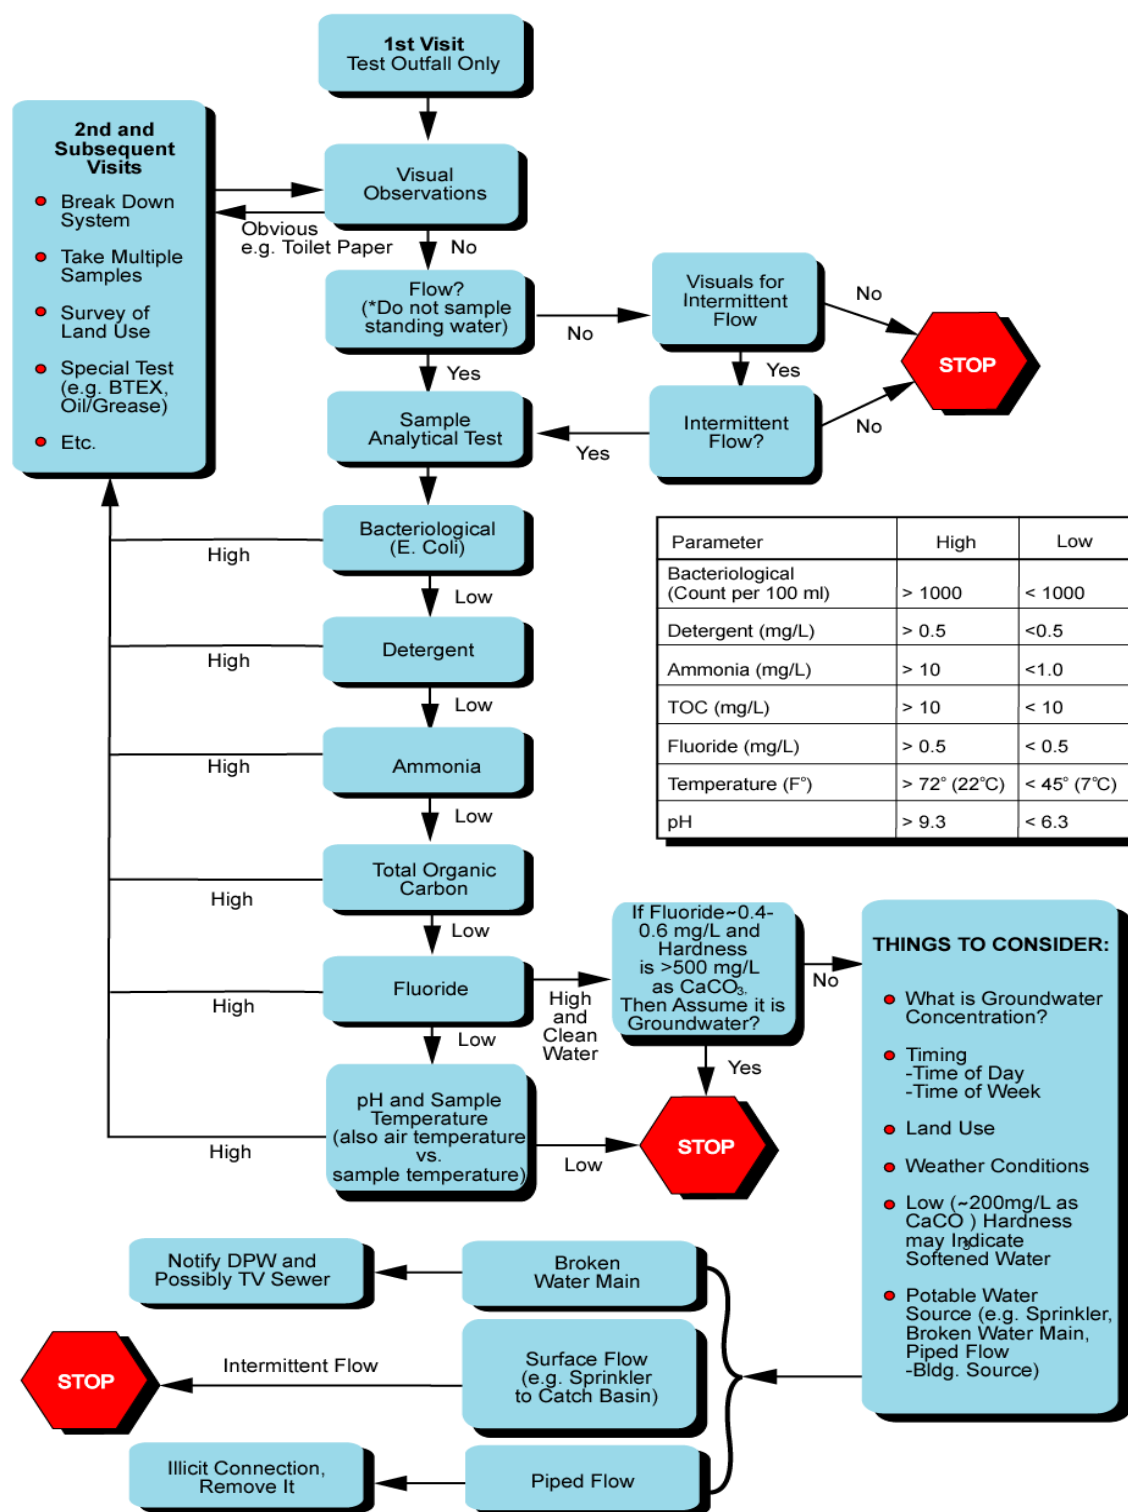 1st Visit
Test Outfall Only
2nd and
Subsequent
Visits
Break Down
System
Take Multiple
Samples
Survey of
Land Use
Special Test
(e.g. BTEX,
Oil/Grease)
Etc.
Visual
Observations
Obvious
e.g. Toilet Paper
No
Flow?
(*Do not sample
standing water)
No
Visuals for
Intermittent
Flow
No
STOP
Yes
Yes
Sample
Analytical Test
Yes
Intermittent
Flow?
No
Bacteriological
(E. Coli)
High
Low
Detergent
High
Low
Ammonia
High
Low
Total Organic
Carbon
High
Low
Fluoride
High
Low
High
and
Clean
Water
If Fluoride~0.4-
0.6 mg/L and
Hardness
is >500 mg/L
as CaCO3.
Then Assume it is
Groundwater?
No
Yes
STOP
pH and Sample
Temperature
(also air temperature
vs.
sample temperature)
High
Low
Parameter High Low
Bacteriological
(Count per 100 ml) > 1000 < 1000
Detergent (mg/L) > 0.5 <0.5
Ammonia (mg/L) > 10 <1.0
TOC (mg/L) > 10 < 10
Fluoride (mg/L) > 0.5 < 0.5
Temperature (F°) > 72° (22°C) < 45° (7°C)
pH > 9.3 < 6.3
THINGS TO CONSIDER:
What is Groundwater
Concentration?
Timing
-Time of Day
-Time of Week
Land Use
Weather Conditions
Low (~200mg/L as
CaCO3) Hardness
may Indicate
Softened Water
Potable Water
Source (e.g. Sprinkler,
Broken Water Main,
Piped Flow
-Bldg. Source)
Broken
Water Main
Notify DPW and
Possibly TV Sewer
Surface Flow
(e.g. Sprinkler
to Catch Basin)
Intermittent Flow
STOP
Piped Flow
Illicit Connection,
Remove It